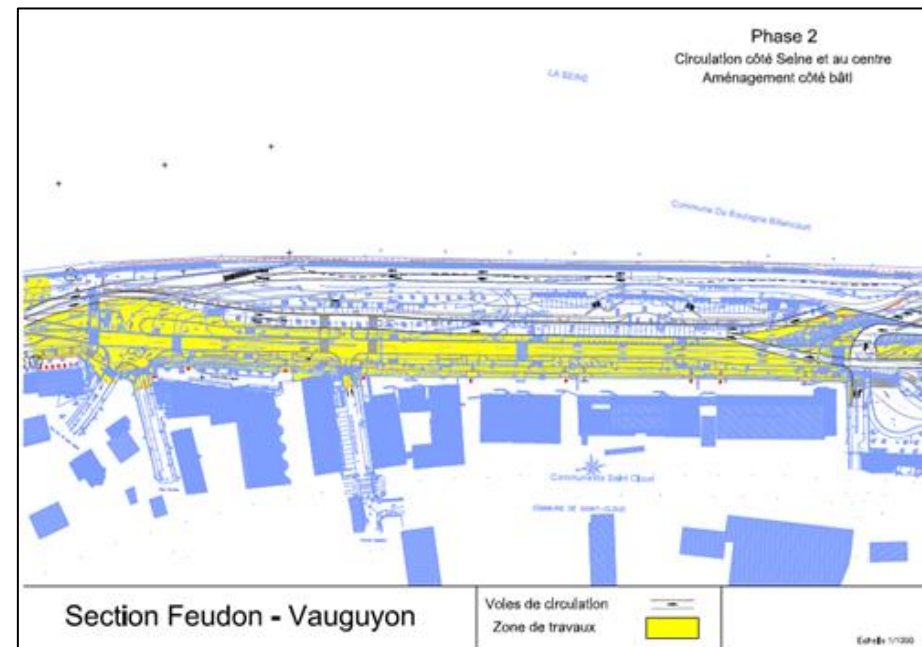 Phase 2
Circulation côté Seine et au centre
Aménagement côté bâti
LA SEINE
Commune De Boulogne Billancourt
Commune de Saint Cloud
COMMUNE DE SAINT-CLOUD
Section Feudon - Vauguyon
Voies de circulation
Zone de travaux
Echelle 1/1000